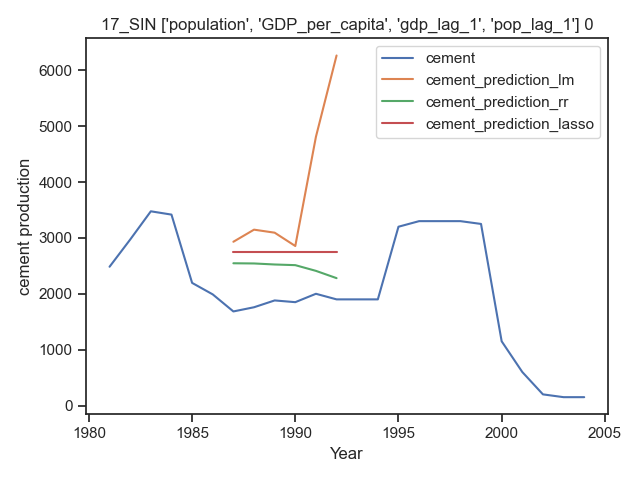 17_SIN ['population', 'GDP_per_capita', 'gdp_lag_1', 'pop_lag_1'] 0
cement
cement_prediction_lm
cement_prediction_rr
cement_prediction_lasso
cement production
6000
5000
4000
3000
2000
1000
0
1980
1985
1990
1995
2000
2005
Year